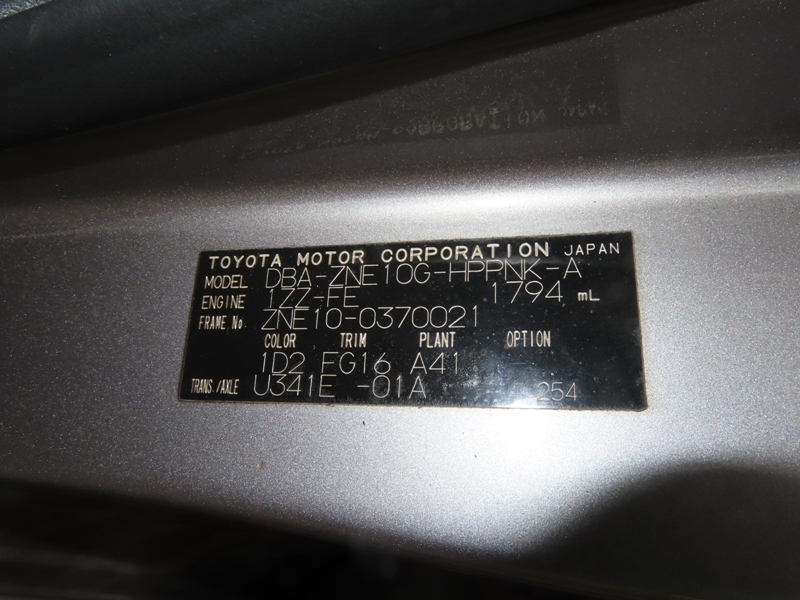 TOYOTA MOTOR CORPORATION JAPAN
MODEL DBA-ZNE10G-HPPNK-A
ENGINE 1ZZ-FE 1794 mL
FRAME No. ZNE10-0370021
COLOR TRIM PLANT OPTION
1D2 FG16 A41 -
TRANS./AXLE U341E -01A 254